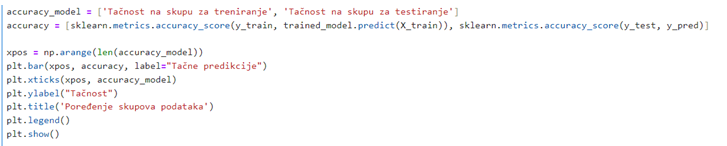 accuracy_model = ['Tačnost na skupu za treniranje', 'Tačnost na skupu za testiranje']
accuracy = [sklearn.metrics.accuracy_score(y_train, trained_model.predict(X_train)), sklearn.metrics.accuracy_score(y_test, y_pred)]
xpos = np.arange(len(accuracy_model))
plt.bar(xpos, accuracy, label="Tačne predikcije")
plt.xticks(xpos, accuracy_model)
plt.ylabel("Tačnost")
plt.title('Poređenje skupova podataka')
plt.legend()
plt.show()